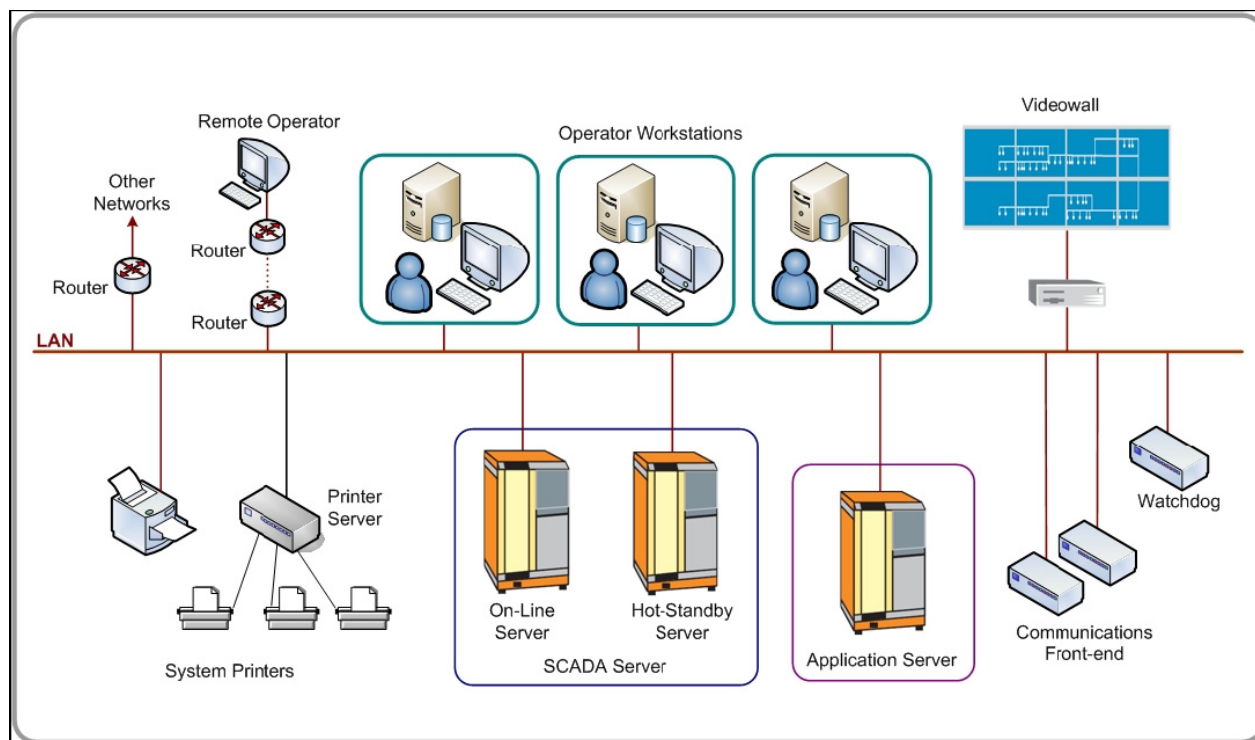 Videowall
Remote Operator
Operator Workstations
Other
Networks
Router
Router
Router
LAN
Printer
Server
Watchdog
On-Line
Server
Hot-Standby
Server
Communications
Front-end
System Printers
SCADA Server
Application Server